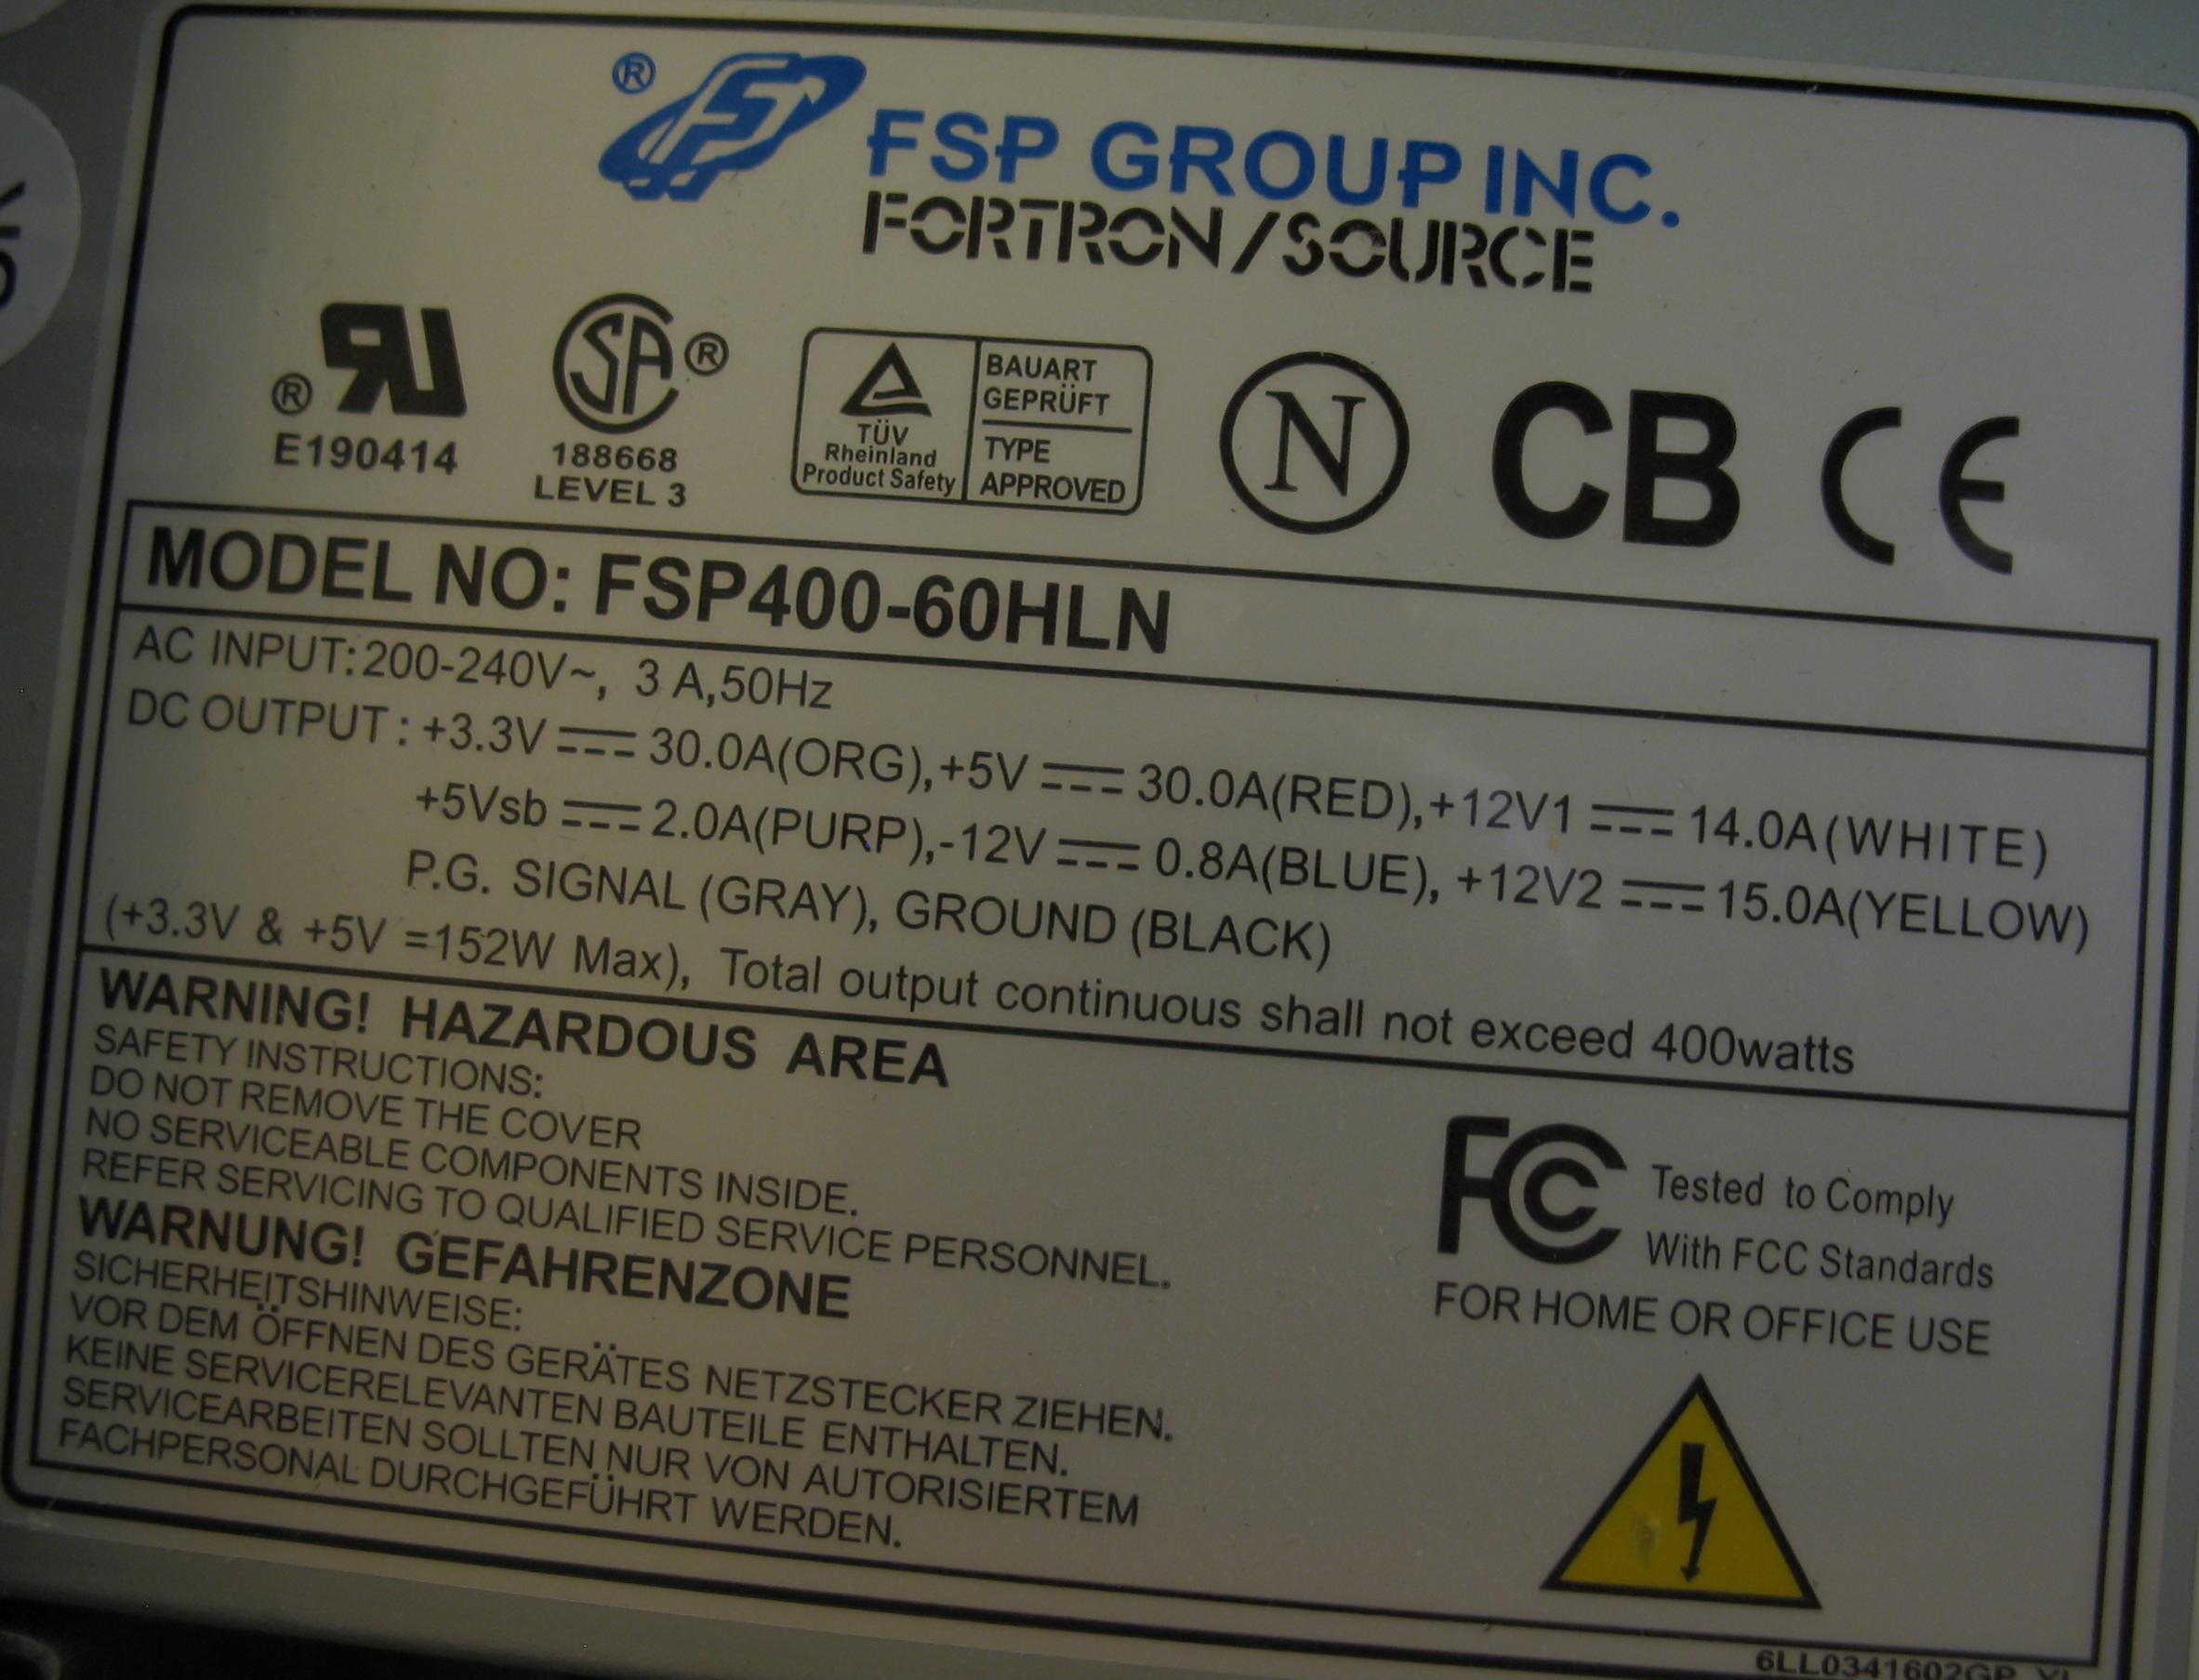 ® FSP GROUP INC.
FORTRON/SOURCE
®
E190414
SA ®
188668
LEVEL 3
TÜV
Rheinland
Product Safety
BAUART
GEPRÜFT
TYPE
APPROVED
N
CB
CE
MODEL NO: FSP400-60HLN
AC INPUT:200-240V~, 3 A,50Hz
DC OUTPUT : +3.3V ⎓ 30.0A(ORG),+5V ⎓ 30.0A(RED),+12V1 ⎓ 14.0A(WHITE)
+5Vsb ⎓ 2.0A(PURP),-12V ⎓ 0.8A(BLUE), +12V2 ⎓ 15.0A(YELLOW)
P.G. SIGNAL (GRAY), GROUND (BLACK)
(+3.3V & +5V =152W Max), Total output continuous shall not exceed 400watts
WARNING! HAZARDOUS AREA
SAFETY INSTRUCTIONS:
DO NOT REMOVE THE COVER
NO SERVICEABLE COMPONENTS INSIDE.
REFER SERVICING TO QUALIFIED SERVICE PERSONNEL.
WARNUNG! GEFAHRENZONE
SICHERHEITSHINWEISE:
VOR DEM ÖFFNEN DES GERÄTES NETZSTECKER ZIEHEN.
KEINE SERVICERELEVANTEN BAUTEILE ENTHALTEN.
SERVICEARBEITEN SOLLTEN NUR VON AUTORISIERTEM
FACHPERSONAL DURCHGEFÜHRT WERDEN.
FC Tested to Comply
With FCC Standards
FOR HOME OR OFFICE USE